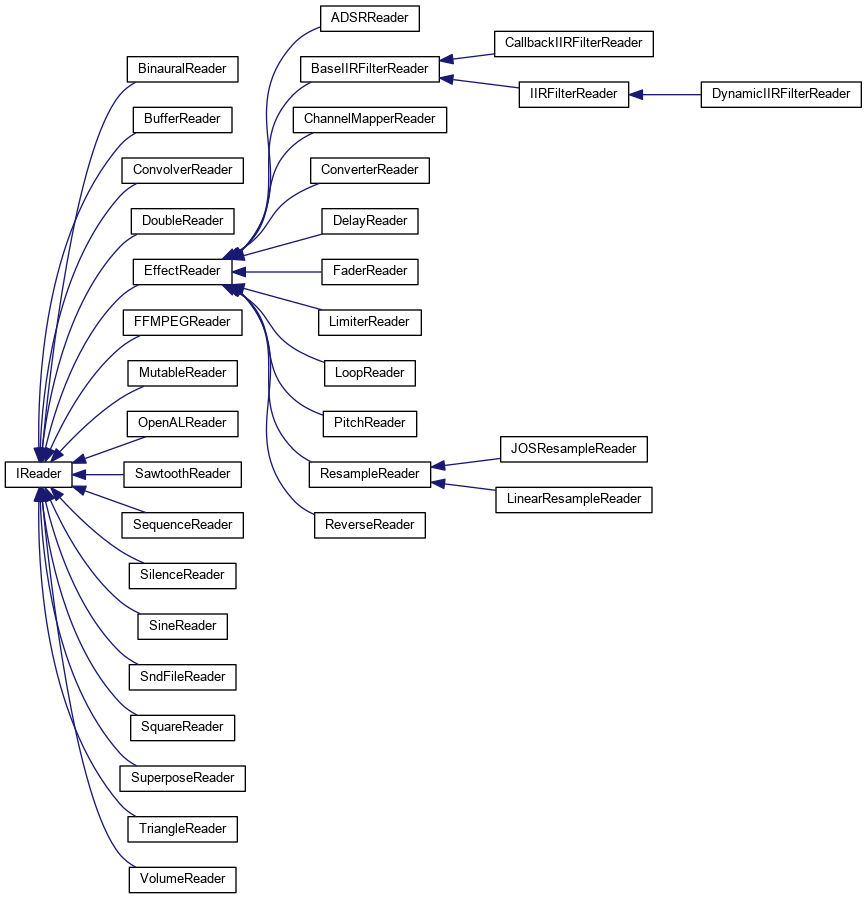 ADSRReader
CallbackIIRFilterReader
BinauralReader
BaseIIRFilterReader
IIRFilterReader
DynamicIIRFilterReader
BufferReader
ChannelMapperReader
ConvolverReader
ConverterReader
DoubleReader
DelayReader
EffectReader
FaderReader
FFMPEGReader
LimiterReader
MutableReader
LoopReader
OpenALReader
PitchReader
JOSResampleReader
IReader
SawtoothReader
ResampleReader
LinearResampleReader
SequenceReader
ReverseReader
SilenceReader
SineReader
SndFileReader
SquareReader
SuperposeReader
TriangleReader
VolumeReader